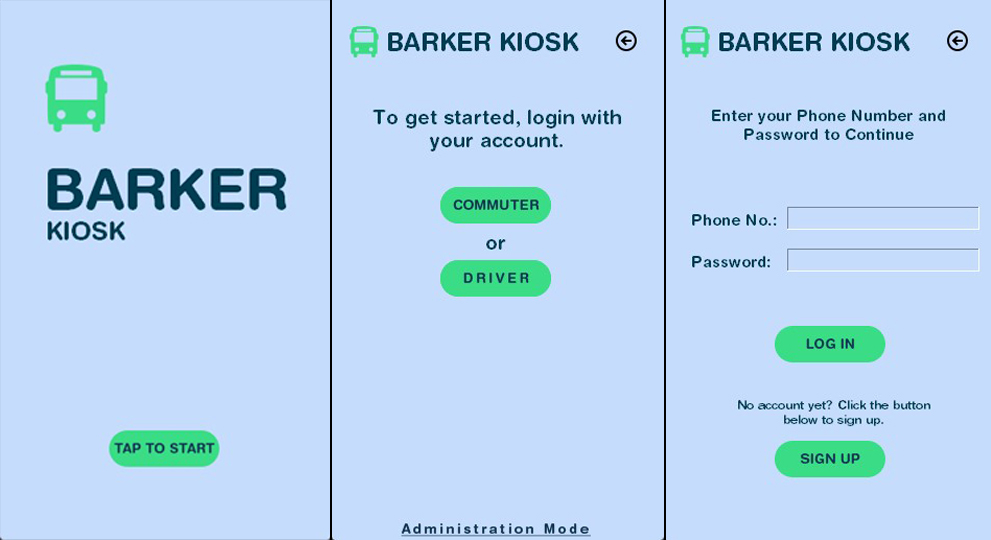 BARKER
KIOSK
TAP TO START
BARKER KIOSK
To get started, login with
your account.
COMMUTER
or
DRIVER
Administration Mode
BARKER KIOSK
Enter your Phone Number and
Password to Continue
Phone No.:
Password:
LOG IN
No account yet? Click the button
below to sign up.
SIGN UP